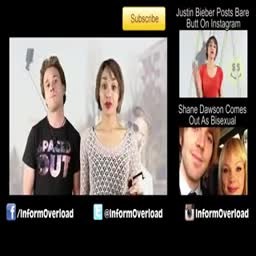 Subscribe
Justin Bieber Posts Bare
Butt On Instagram
$$
Shane Dawson Comes
Out As Bisexual
SPACED
OUT
f /InformOverload
@InformOverload
InformOverload